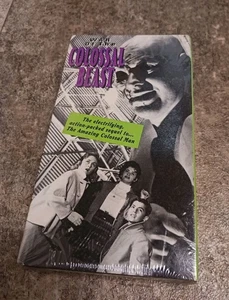 WAR
OF THE
COLOSSAL
BEAST
The electrifying,
action-packed sequel to...
The Amazing Colossal Man